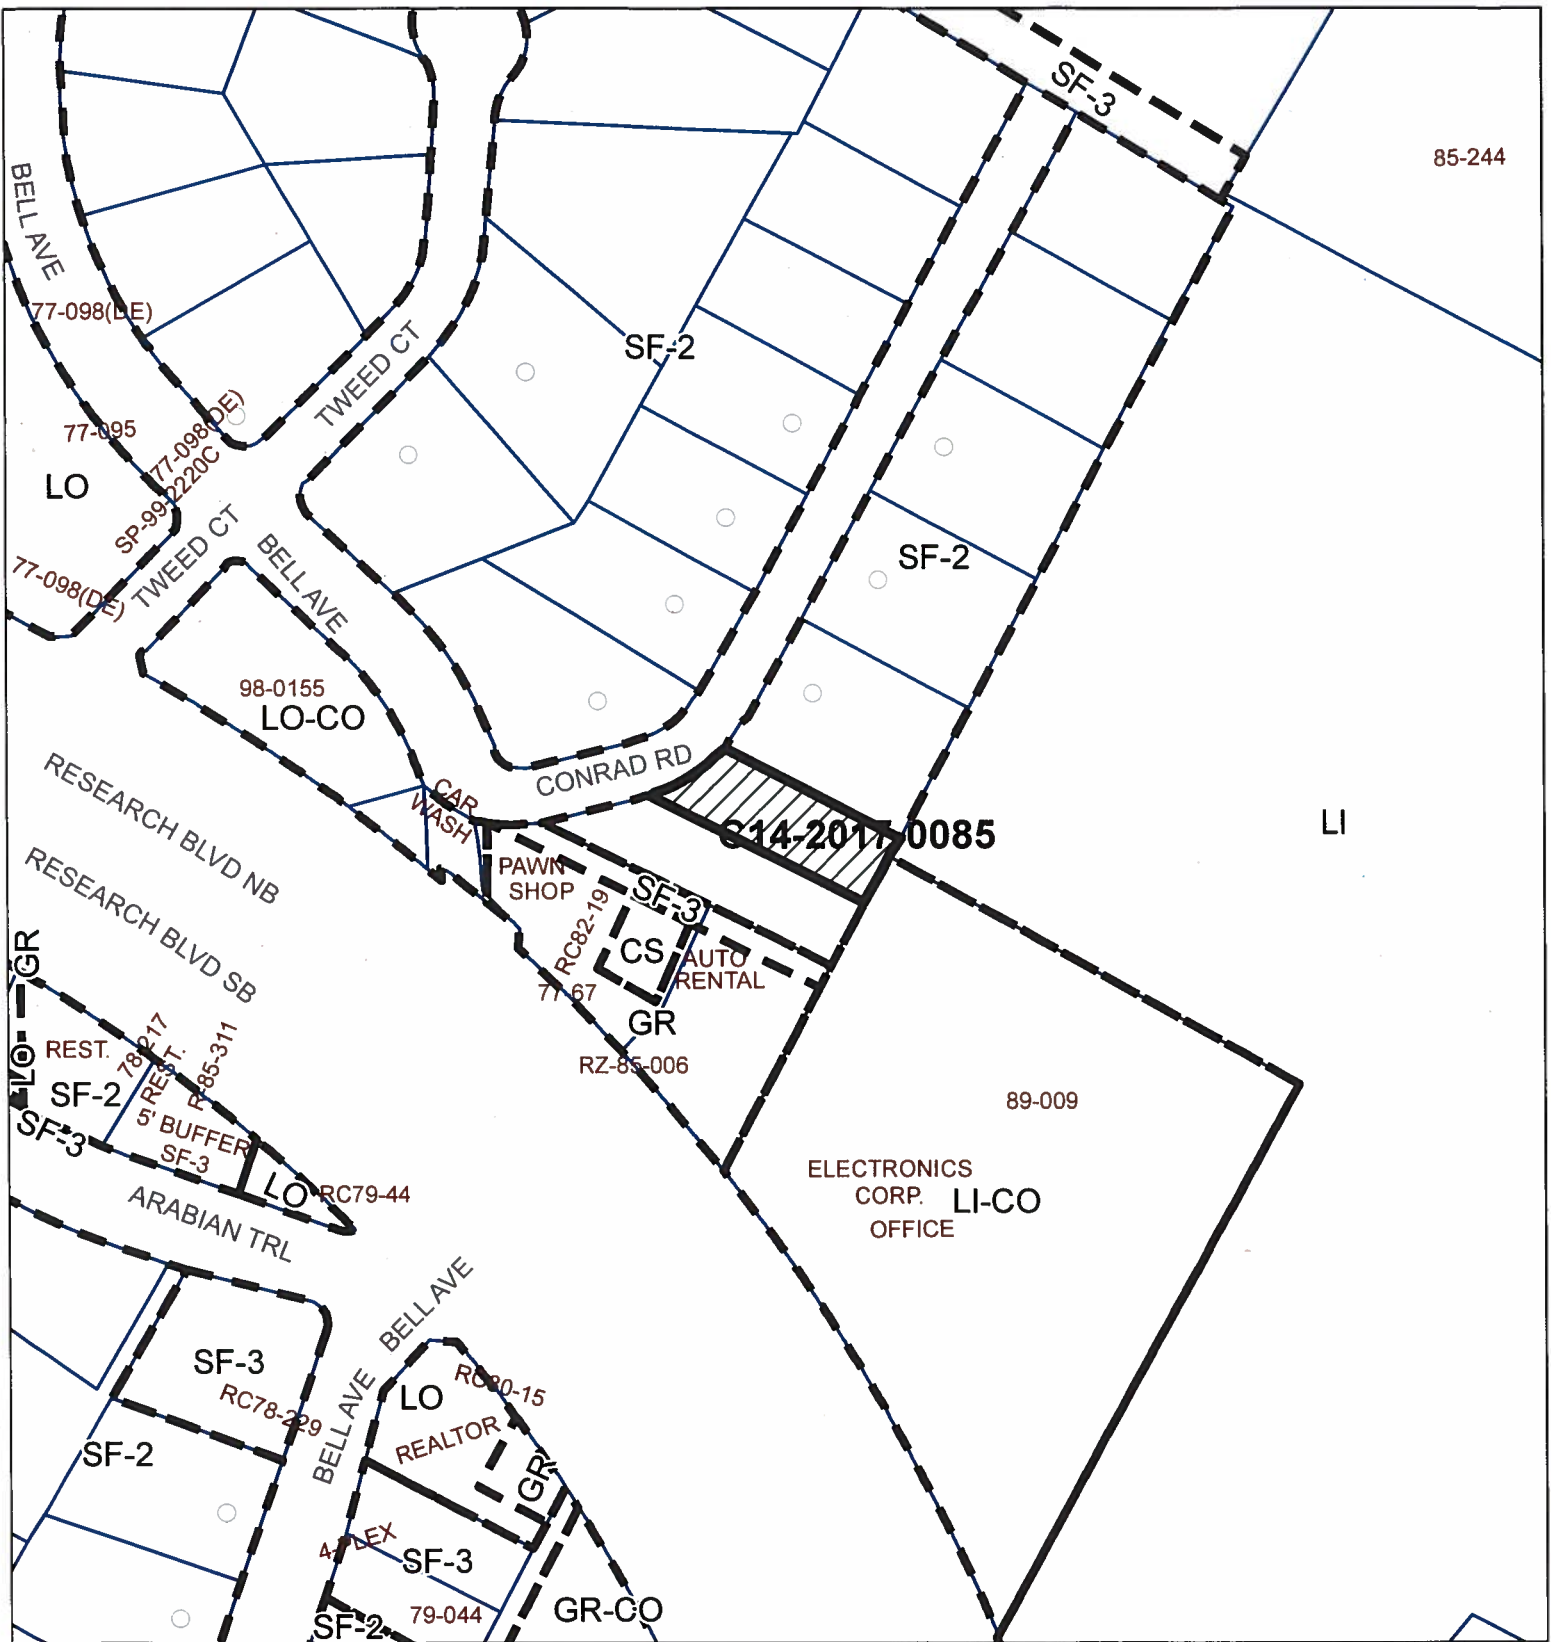 SF-3
85-244
BELL AVE
77-098(DE)
TWEED CT
SF-2
77-095
77-098(DE)
SP-99-2220C
LO
TWEED CT
BELL AVE
77-098(DE)
SF-2
98-0155
LO-CO
CONRAD RD
RESEARCH BLVD NB
CAR
WASH
C14-2017-0085
LI
RESEARCH BLVD SB
PAWN
SHOP
SF-3
RC82-19
CS
AUTO
RENTAL
GR
77-67
GR
RZ-85-006
LO
REST.
78-217
REST.
R-85-311
SF-2
SF-3
5' BUFFER
SF-3
LO
RC79-44
89-009
ELECTRONICS
CORP.
OFFICE
LI-CO
ARABIAN TRL
BELL AVE
SF-3
RC78-229
BELL AVE
LO
RC80-15
REALTOR
GR
SF-2
4-PLEX
SF-3
79-044
SF-2
GR-CO